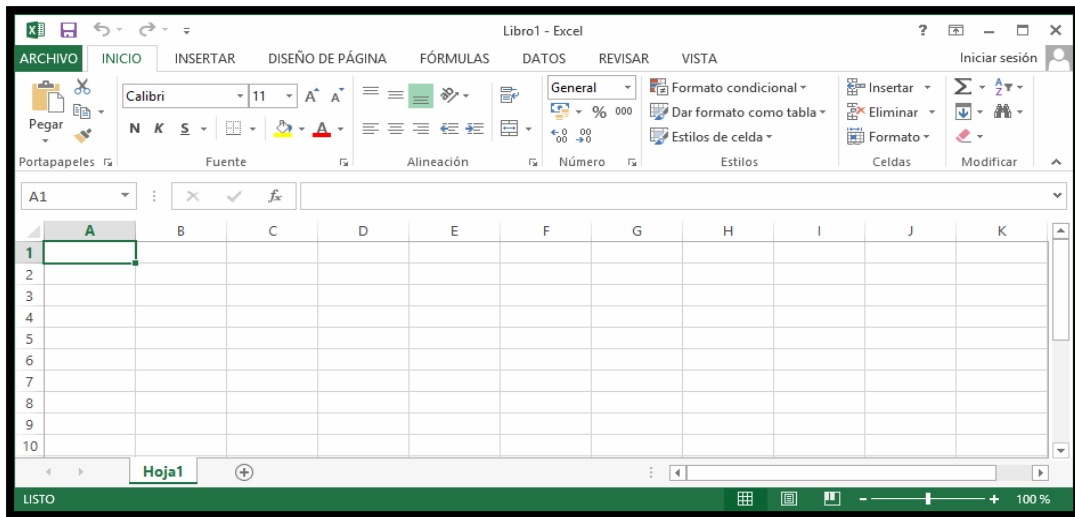 Libro1 - Excel
ARCHIVO INICIO INSERTAR DISEÑO DE PÁGINA FÓRMULAS DATOS REVISAR VISTA Iniciar sesión
Calibri 11 General Formato condicional Insertar
Pegar % 000 Dar formato como tabla Eliminar
N K S A Estilos de celda Formato
Portapapeles Fuente Alineación Número Estilos Celdas Modificar
A1 fx
A B C D E F G H I J K
1
2
3
4
5
6
7
8
9
10
Hoja1
LISTO 100 %